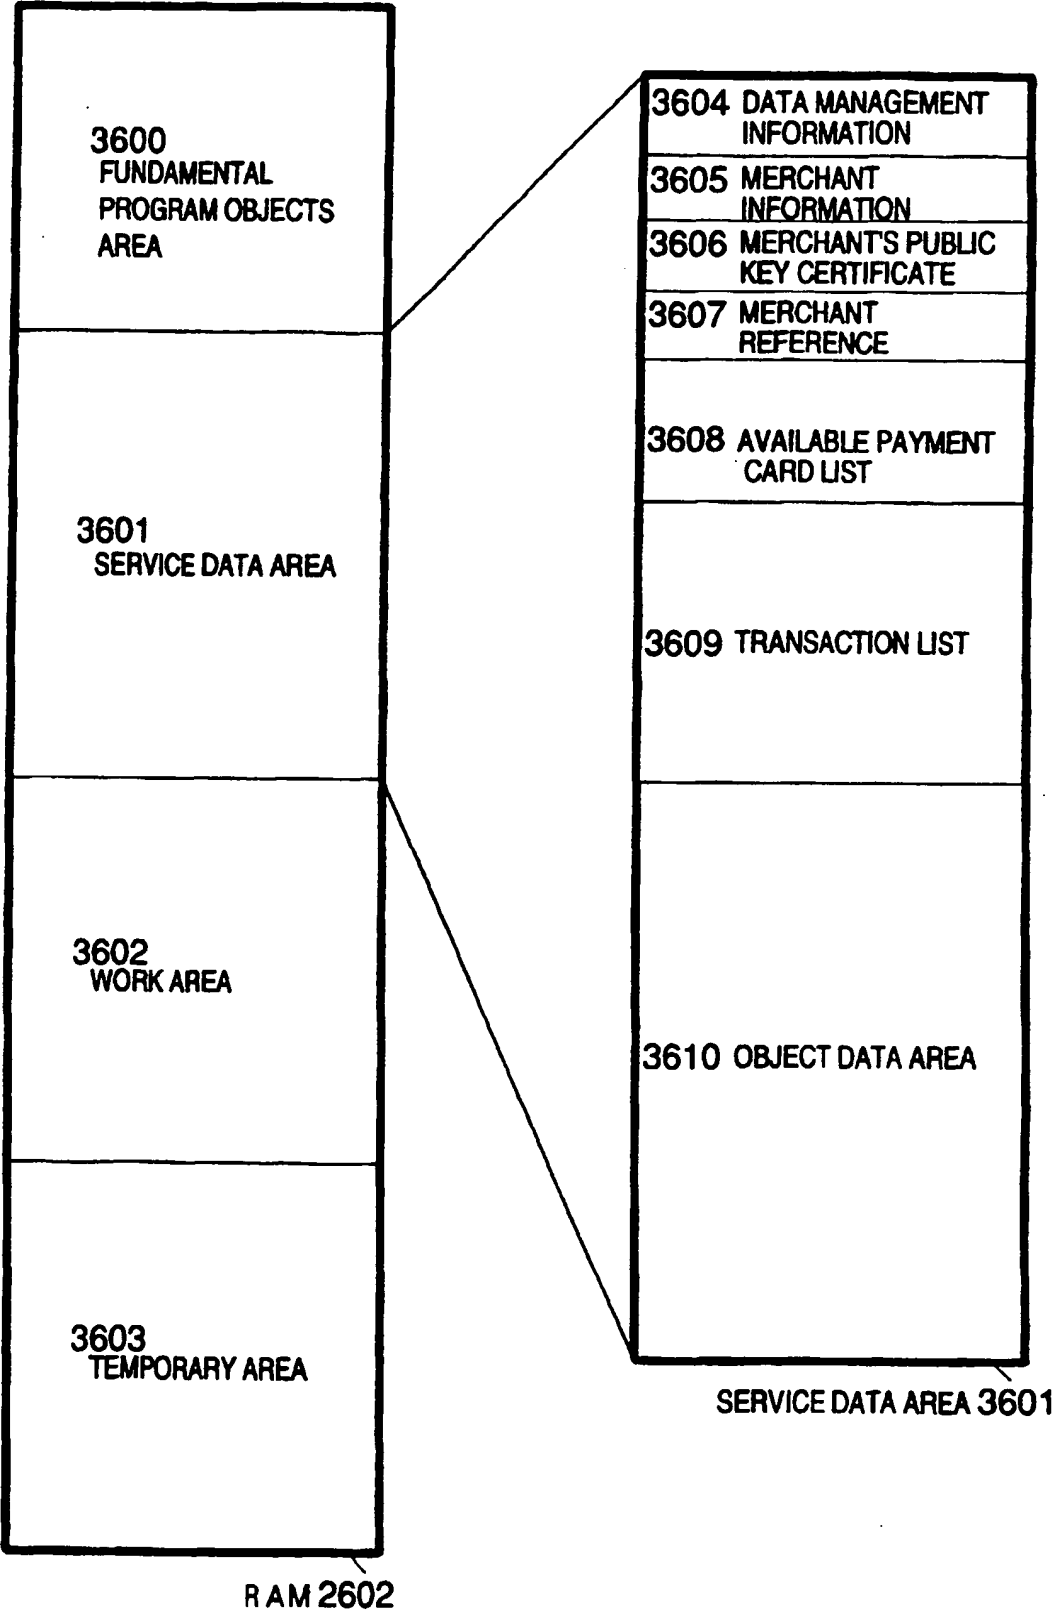 3600
FUNDAMENTAL
PROGRAM OBJECTS
AREA
3601
SERVICE DATA AREA
3602
WORK AREA
3603
TEMPORARY AREA
RAM 2602
3604 DATA MANAGEMENT
INFORMATION
3605 MERCHANT
INFORMATION
3606 MERCHANT'S PUBLIC
KEY CERTIFICATE
3607 MERCHANT
REFERENCE
3608 AVAILABLE PAYMENT
CARD LIST
3609 TRANSACTION LIST
3610 OBJECT DATA AREA
SERVICE DATA AREA 3601